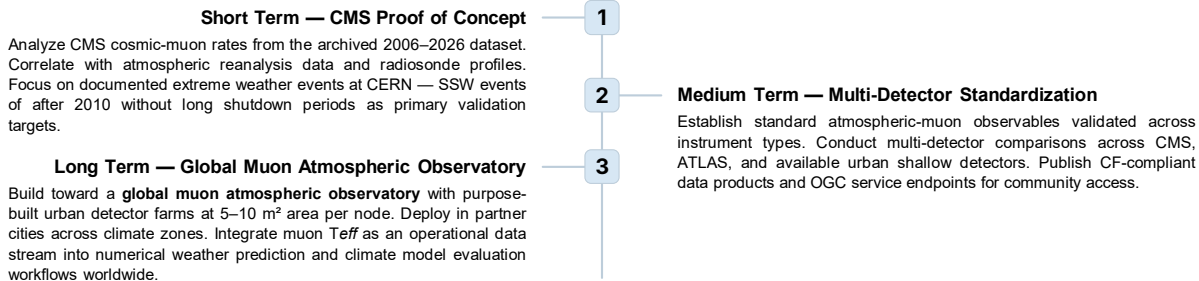 Short Term — CMS Proof of Concept
1
Analyze CMS cosmic-muon rates from the archived 2006–2026 dataset.
Correlate with atmospheric reanalysis data and radiosonde profiles.
Focus on documented extreme weather events at CERN — SSW events
of after 2010 without long shutdown periods as primary validation
targets.
2
Medium Term — Multi-Detector Standardization
Establish standard atmospheric-muon observables validated across
instrument types. Conduct multi-detector comparisons across CMS,
ATLAS, and available urban shallow detectors. Publish CF-compliant
data products and OGC service endpoints for community access.
Long Term — Global Muon Atmospheric Observatory
3
Build toward a global muon atmospheric observatory with purpose-
built urban detector farms at 5–10 m² area per node. Deploy in partner
cities across climate zones. Integrate muon Teff as an operational data
stream into numerical weather prediction and climate model evaluation
workflows worldwide.